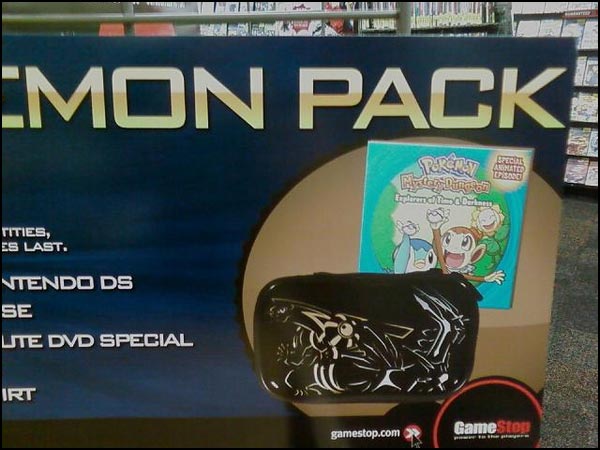 EMON PACK
TITIES,
ES LAST.
NTENDO DS
SE
UTE DVD SPECIAL
IRT
POKéMON
Mystery Dungeon
Explorers of Time & Darkness
SPECIAL
ANIMATED
EPISODE!
gamestop.com
GameStop
power to the players